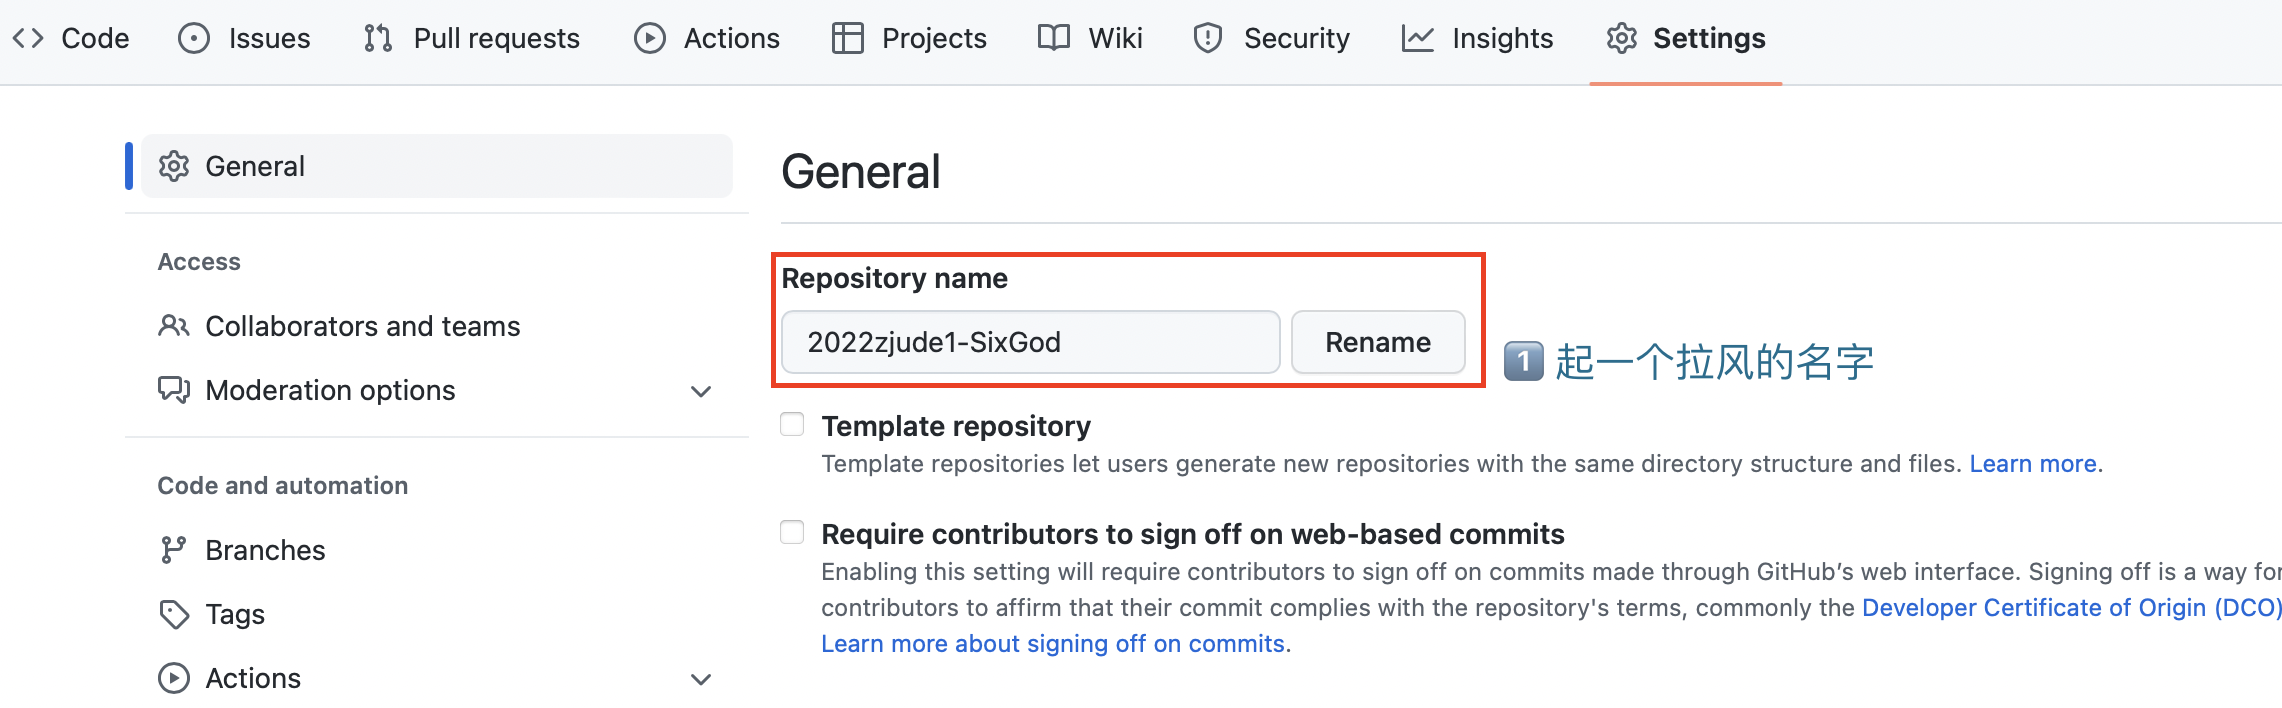 Code Issues Pull requests Actions Projects Wiki Security Insights Settings
General
Access
Collaborators and teams
Moderation options
Code and automation
Branches
Tags
Actions
General
Repository name
2022zjude1-SixGod Rename
1 起一个拉风的名字
Template repository
Template repositories let users generate new repositories with the same directory structure and files. Learn more.
Require contributors to sign off on web-based commits
Enabling this setting will require contributors to sign off on commits made through GitHub’s web interface. Signing off is a way for
contributors to affirm that their commit complies with the repository's terms, commonly the Developer Certificate of Origin (DCO)
Learn more about signing off on commits.